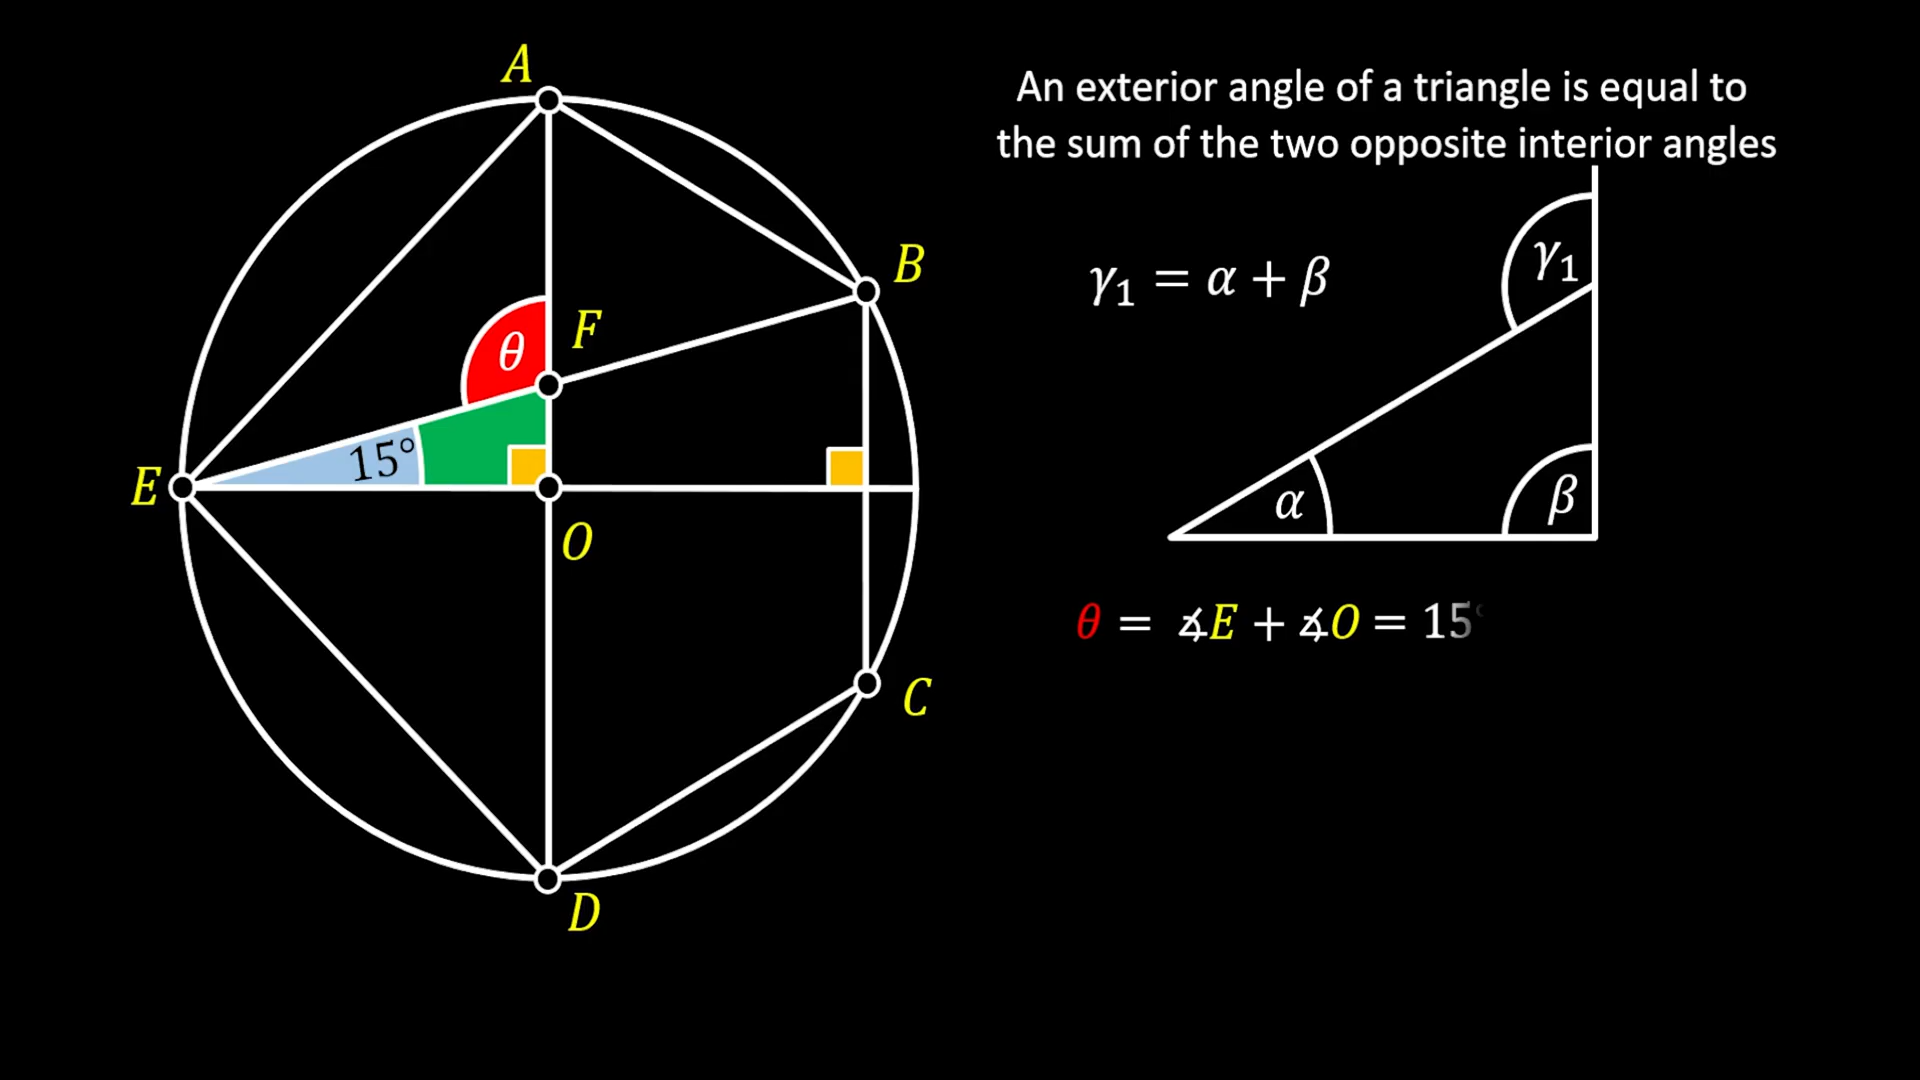 A
An exterior angle of a triangle is equal to
the sum of the two opposite interior angles
B
γ₁
γ₁ = α + β
F
θ
15°
E
α
β
O
θ = ∡E + ∡O = 15°
C
D